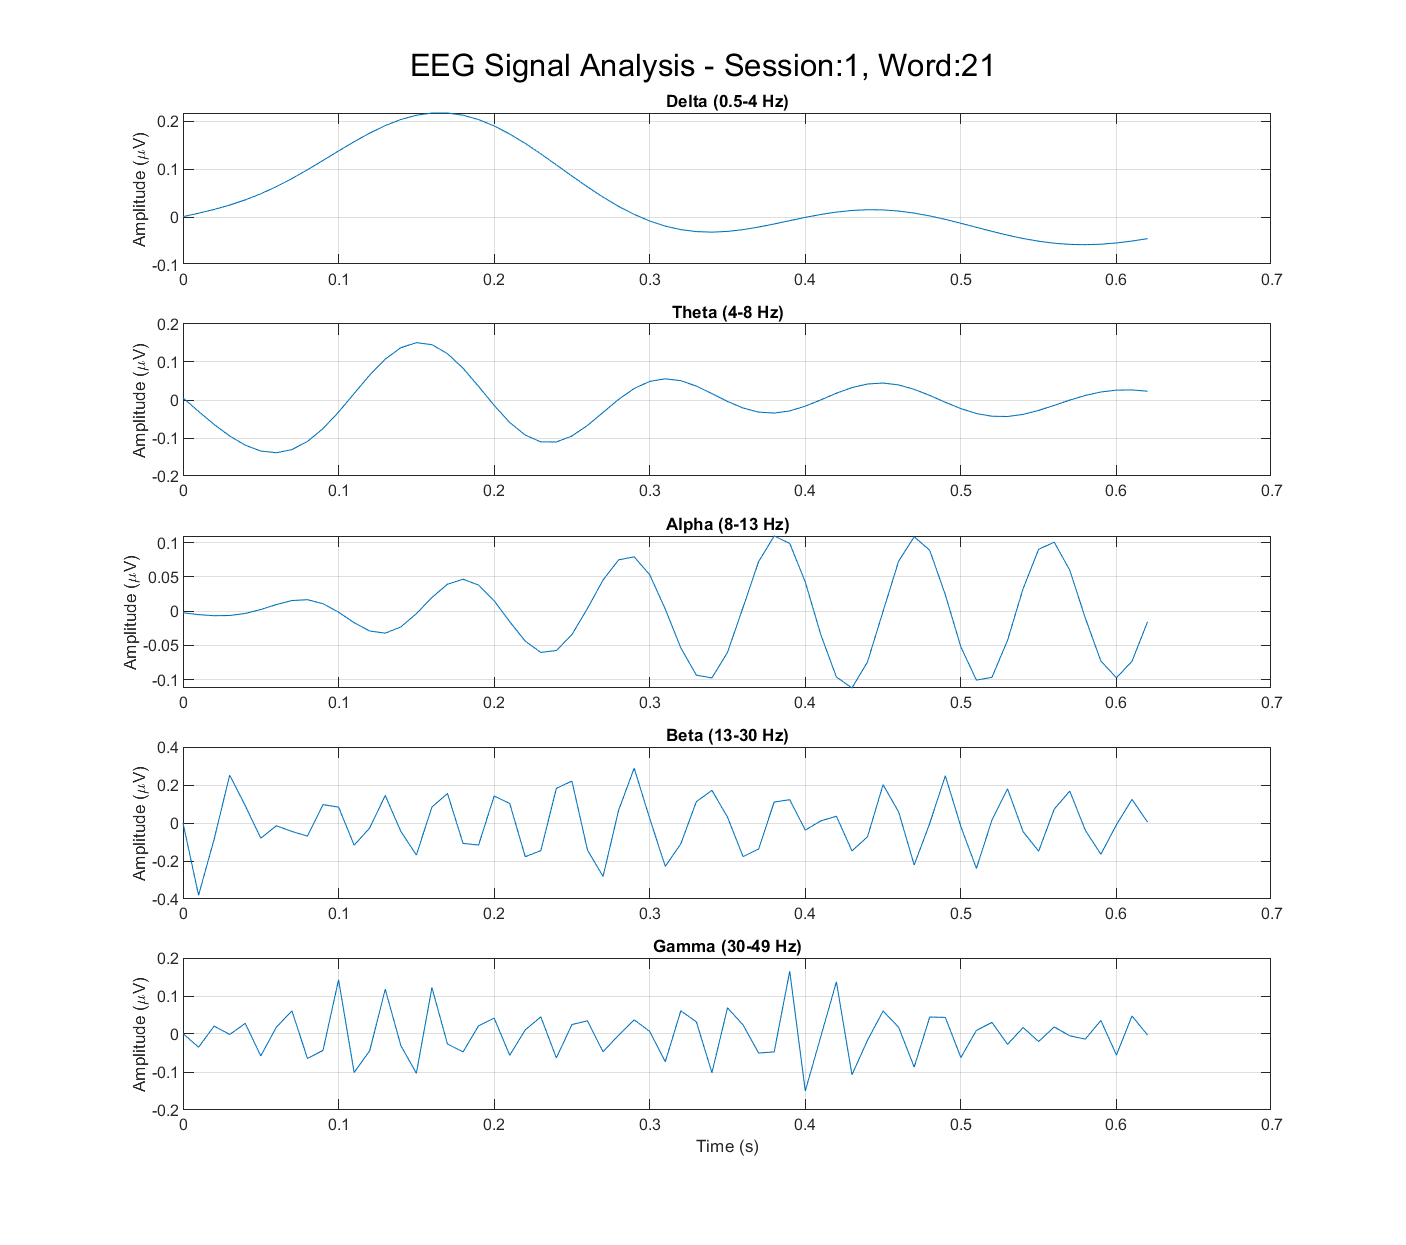 EEG Signal Analysis - Session:1, Word:21
Delta (0.5-4 Hz)
Amplitude (μV)
0.2
0.1
0
-0.1
0 0.1 0.2 0.3 0.4 0.5 0.6 0.7
Theta (4-8 Hz)
Amplitude (μV)
0.2
0.1
0
-0.1
-0.2
0 0.1 0.2 0.3 0.4 0.5 0.6 0.7
Alpha (8-13 Hz)
Amplitude (μV)
0.1
0.05
0
-0.05
-0.1
0 0.1 0.2 0.3 0.4 0.5 0.6 0.7
Beta (13-30 Hz)
Amplitude (μV)
0.4
0.2
0
-0.2
-0.4
0 0.1 0.2 0.3 0.4 0.5 0.6 0.7
Gamma (30-49 Hz)
Amplitude (μV)
0.2
0.1
0
-0.1
-0.2
0 0.1 0.2 0.3 0.4 0.5 0.6 0.7
Time (s)